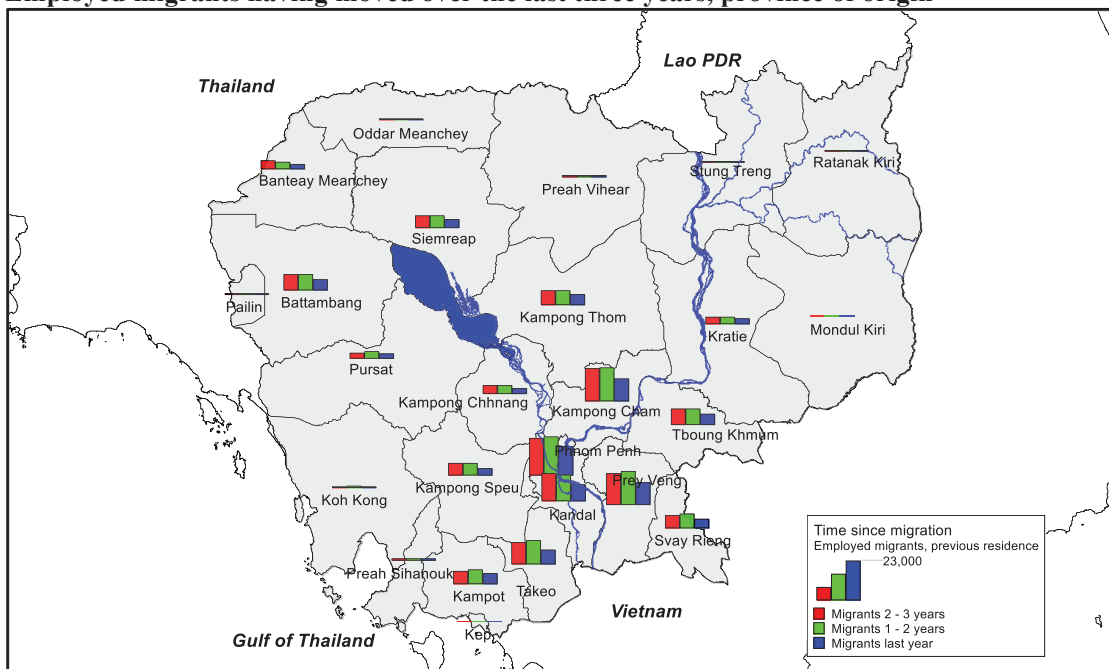 Employed migrants having moved over the last three years, province of origin
Lao PDR
Thailand
Oddar Meanchey
Stung Treng
Ratanak Kiri
Banteay Meanchey
Preah Vihear
Siemreap
Pailin
Battambang
Kampong Thom
Kratie
Mondul Kiri
Pursat
Kampong Chhnang
Kampong Cham
Tboung Khmum
Phnom Penh
Koh Kong
Kampong Speu
Prey Veng
Kandal
Svay Rieng
Preah Sihanouk
Kampot
Takeo
Kep
Gulf of Thailand
Vietnam
Time since migration
Employed migrants, previous residence
23,000
Migrants 2 - 3 years
Migrants 1 - 2 years
Migrants last year